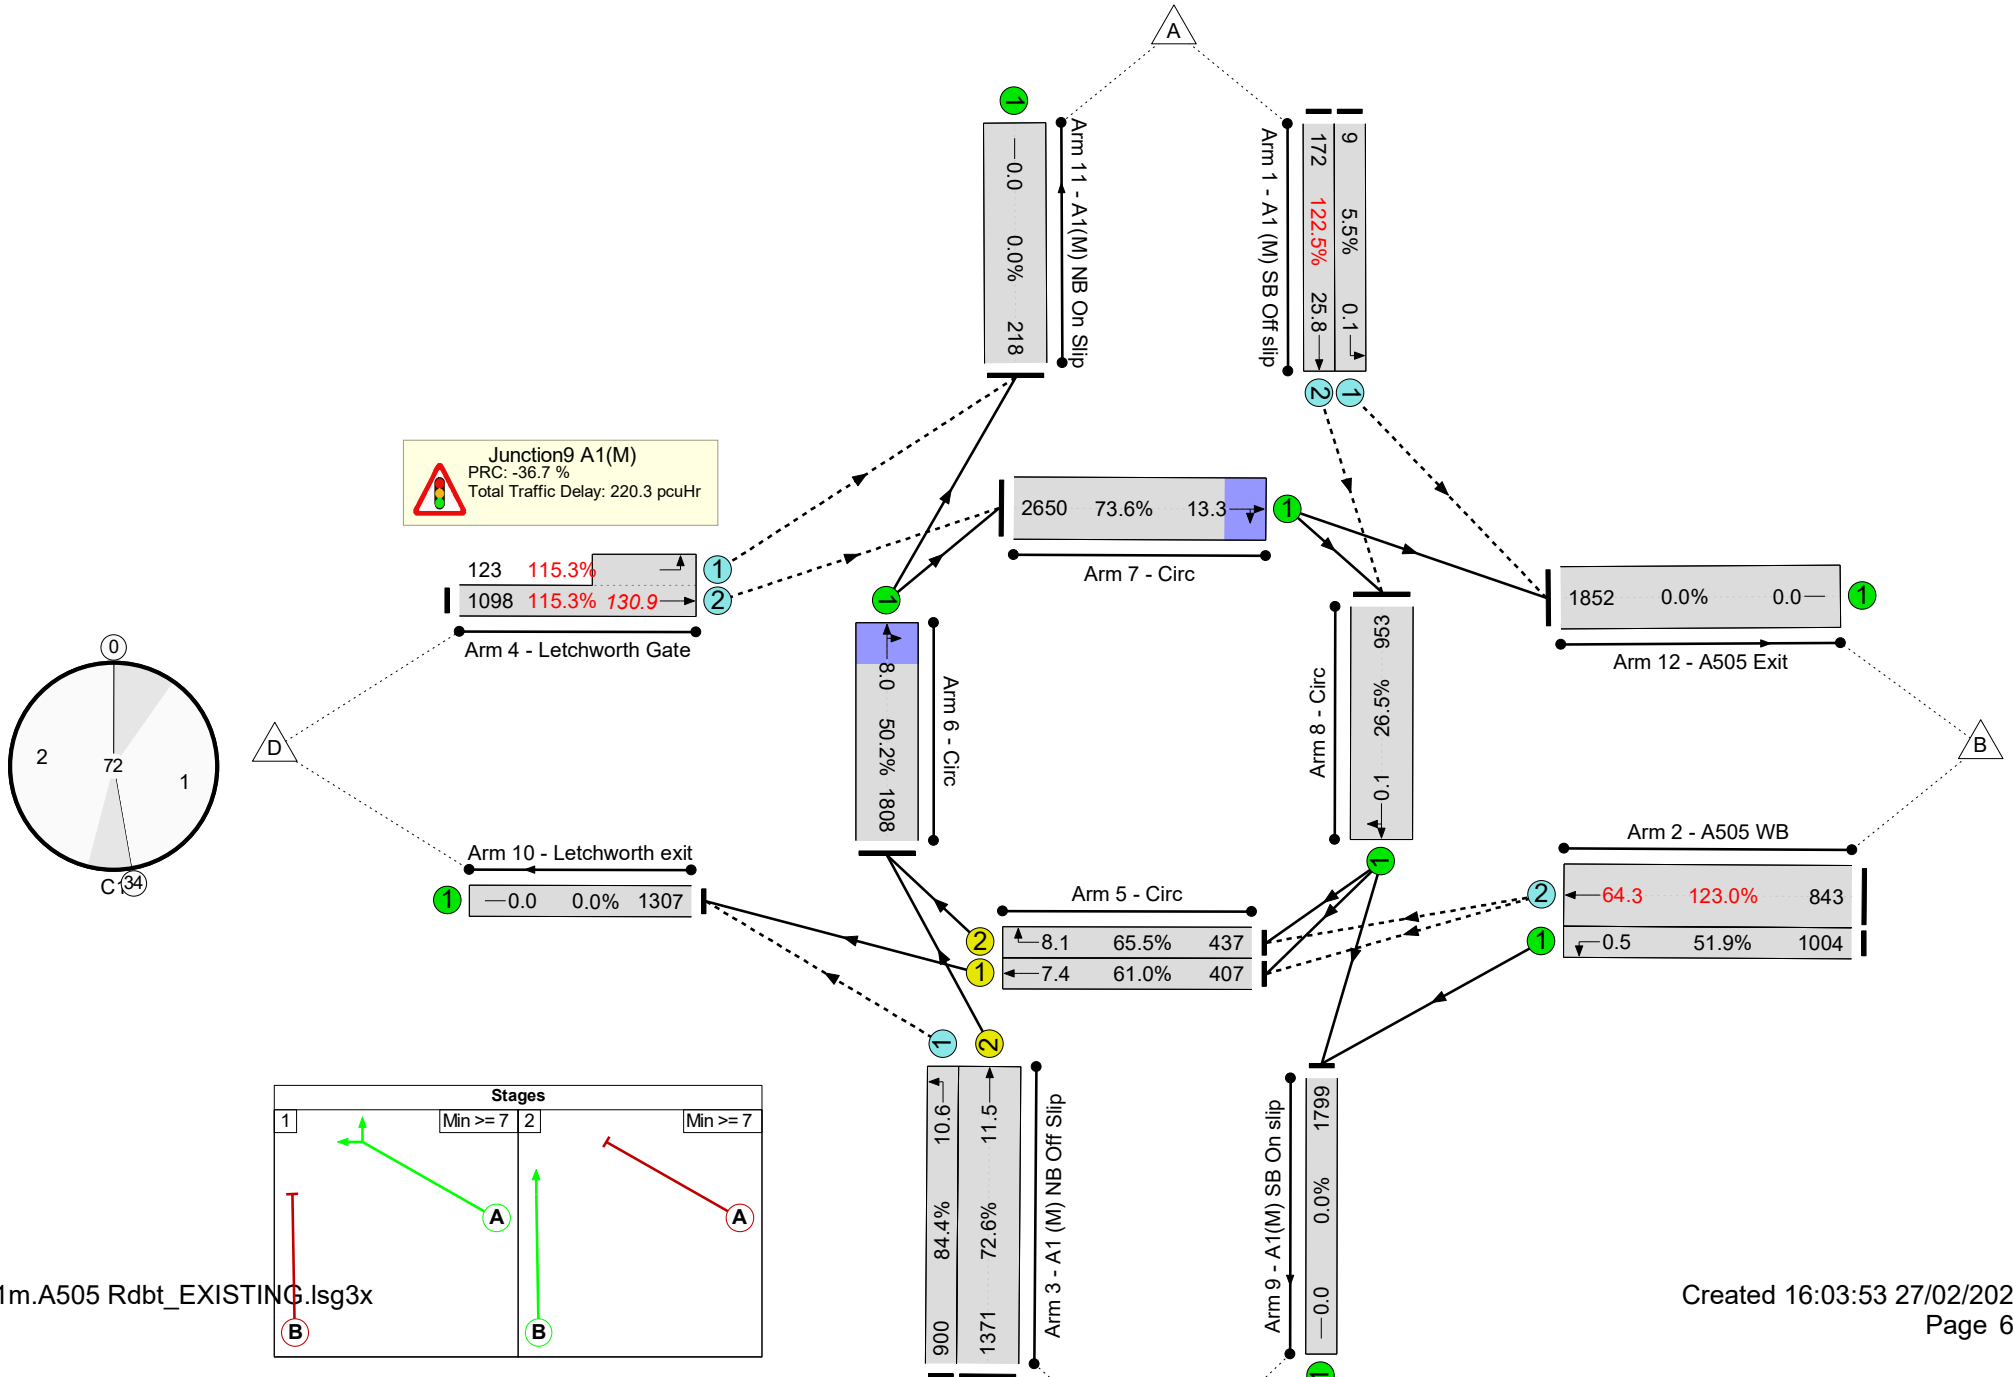 A
1
—0.0 0.0% 218
Arm 11 - A1(M) NB On Slip
Arm 1 - A1 (M) SB Off slip
172 122.5% 25.8
9 5.5% 0.1
2 1
Junction9 A1(M)
PRC: -36.7 %
Total Traffic Delay: 220.3 pcuHr
2650 73.6% 13.3
1
Arm 7 - Circ
123 115.3%
1
1098 115.3% 130.9
2
Arm 4 - Letchworth Gate
1
8.0 50.2% 1808
Arm 6 - Circ
Arm 8 - Circ
953 26.5% 0.1
1
1852 0.0% 0.0—
1
Arm 12 - A505 Exit
0
2 72 1
C1 34
D
B
Arm 10 - Letchworth exit
1
—0.0 0.0% 1307
Arm 5 - Circ
2
8.1 65.5% 437
1
7.4 61.0% 407
Arm 2 - A505 WB
2
64.3 123.0% 843
1
0.5 51.9% 1004
1 2
10.6 84.4% 900
11.5 72.6% 1371
Arm 3 - A1 (M) NB Off Slip
Arm 9 - A1(M) SB On slip
1799 0.0% 0.0—
Stages
1 Min >= 7 2 Min >= 7
A A
B B
1m.A505 Rdbt_EXISTING.lsg3x
Created 16:03:53 27/02/202
Page 6